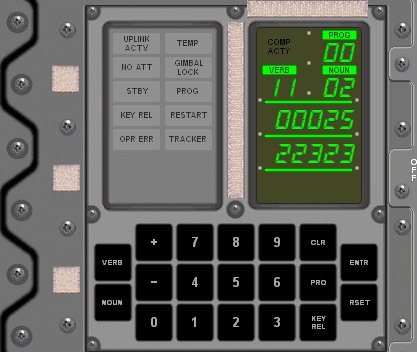 UPLINK ACTY
TEMP
NO ATT
GIMBAL LOCK
STBY
PROG
KEY REL
RESTART
OPR ERR
TRACKER
COMP ACTY
PROG
00
VERB
NOUN
11
02
00025
22323
OFF
VERB
NOUN
+
7
8
9
CLR
-
4
5
6
PRO
0
1
2
3
KEY REL
ENTR
RSET